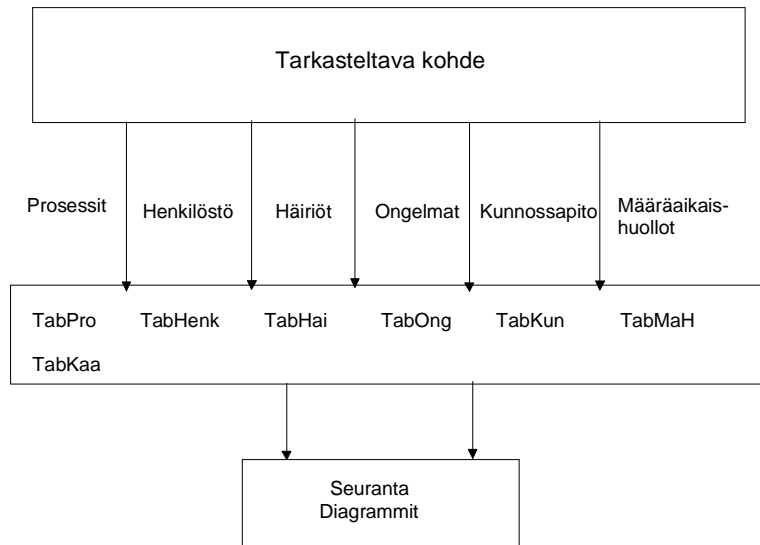 Tarkasteltava kohde
Prosessit Henkilöstö Häiriöt Ongelmat Kunnossapito Määräaikais-
huollot
TabPro TabHenk TabHai TabOng TabKun TabMaH
TabKaa
Seuranta
Diagrammit